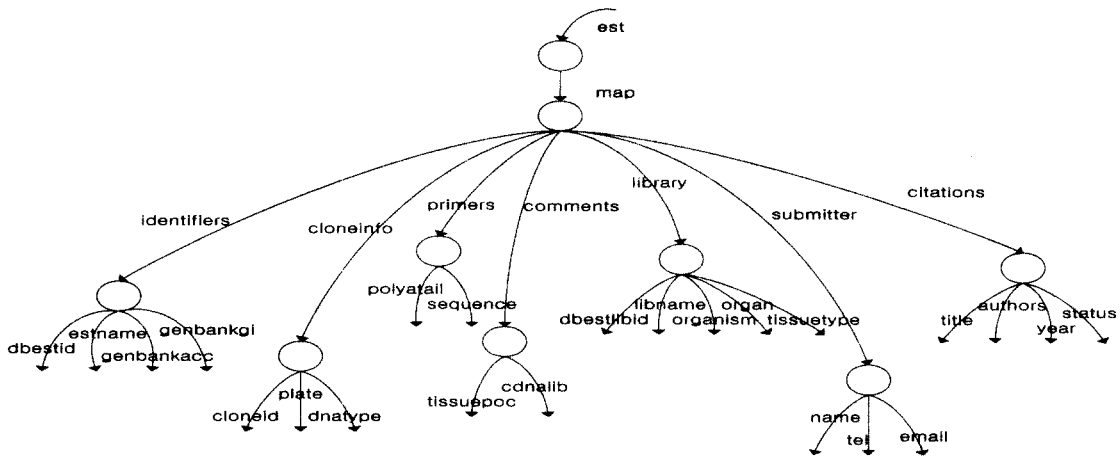 est
map
identifiers
cloneinfo
primers
comments
library
submitter
citations
dbestid
estname
genbankacc
genbankgi
cloneid
plate
dnatype
polyatail
sequence
tissuepoc
cdnalib
dbestlibid
libname
organism
organ
tissuetype
name
tel
email
title
authors
year
status